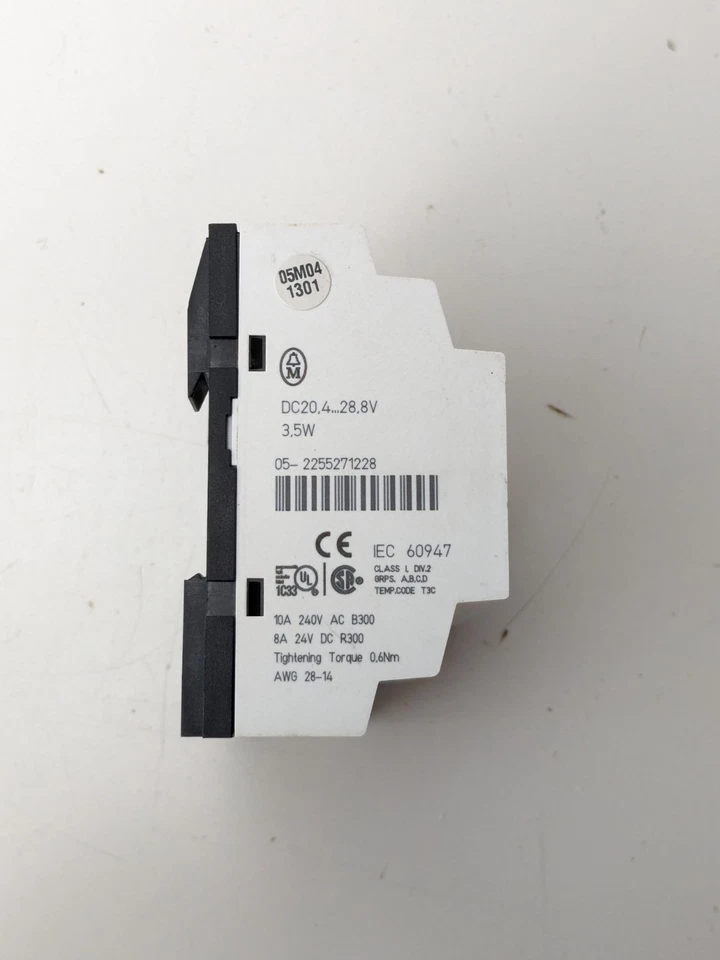 05M04
1301
M
DC20,4...28,8V
3,5W
05- 2255271228
CE IEC 60947
UL
1C33
CLASS I, DIV.2
GRPS. A,B,C,D
TEMP.CODE T3C
10A 240V AC B300
8A 24V DC R300
Tightening Torque 0,6Nm
AWG 28-14